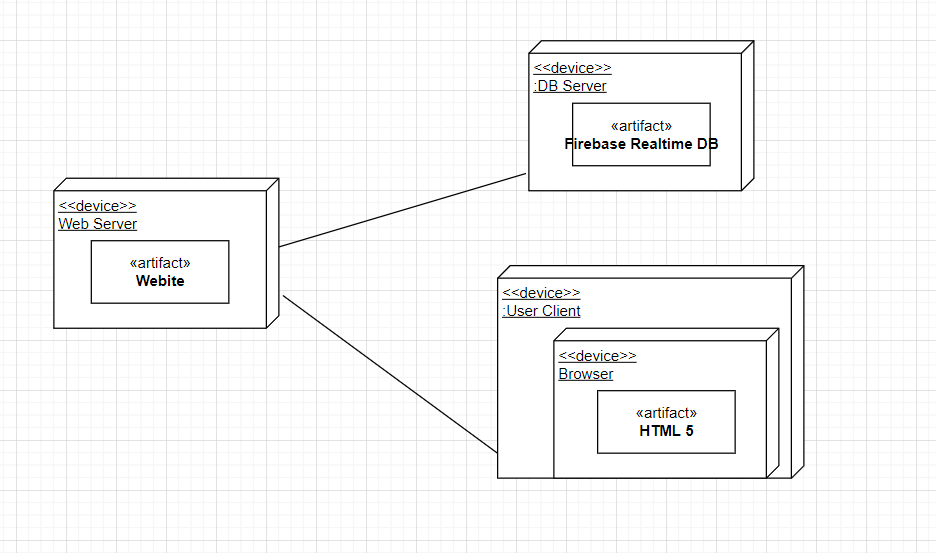 <<device>>
:DB Server
«artifact»
Firebase Realtime DB
<<device>>
Web Server
«artifact»
Webite
<<device>>
:User Client
<<device>>
Browser
«artifact»
HTML 5